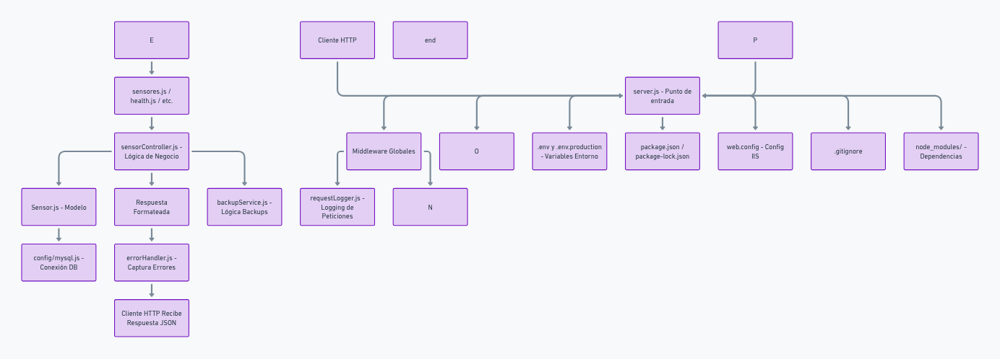 E
Cliente HTTP
end
P
sensores.js /
health.js / etc.
server.js - Punto de
entrada
sensorController.js -
Lógica de Negocio
Middleware Globales
O
.env y .env.production
- Variables Entorno
package.json /
package-lock.json
web.config - Config
IIS
.gitignore
node_modules/ -
Dependencias
Sensor.js - Modelo
Respuesta
Formateada
backupService.js -
Lógica Backups
requestLogger.js -
Logging de
Peticiones
N
config/mysql.js -
Conexión DB
errorHandler.js -
Captura Errores
Cliente HTTP Recibe
Respuesta JSON